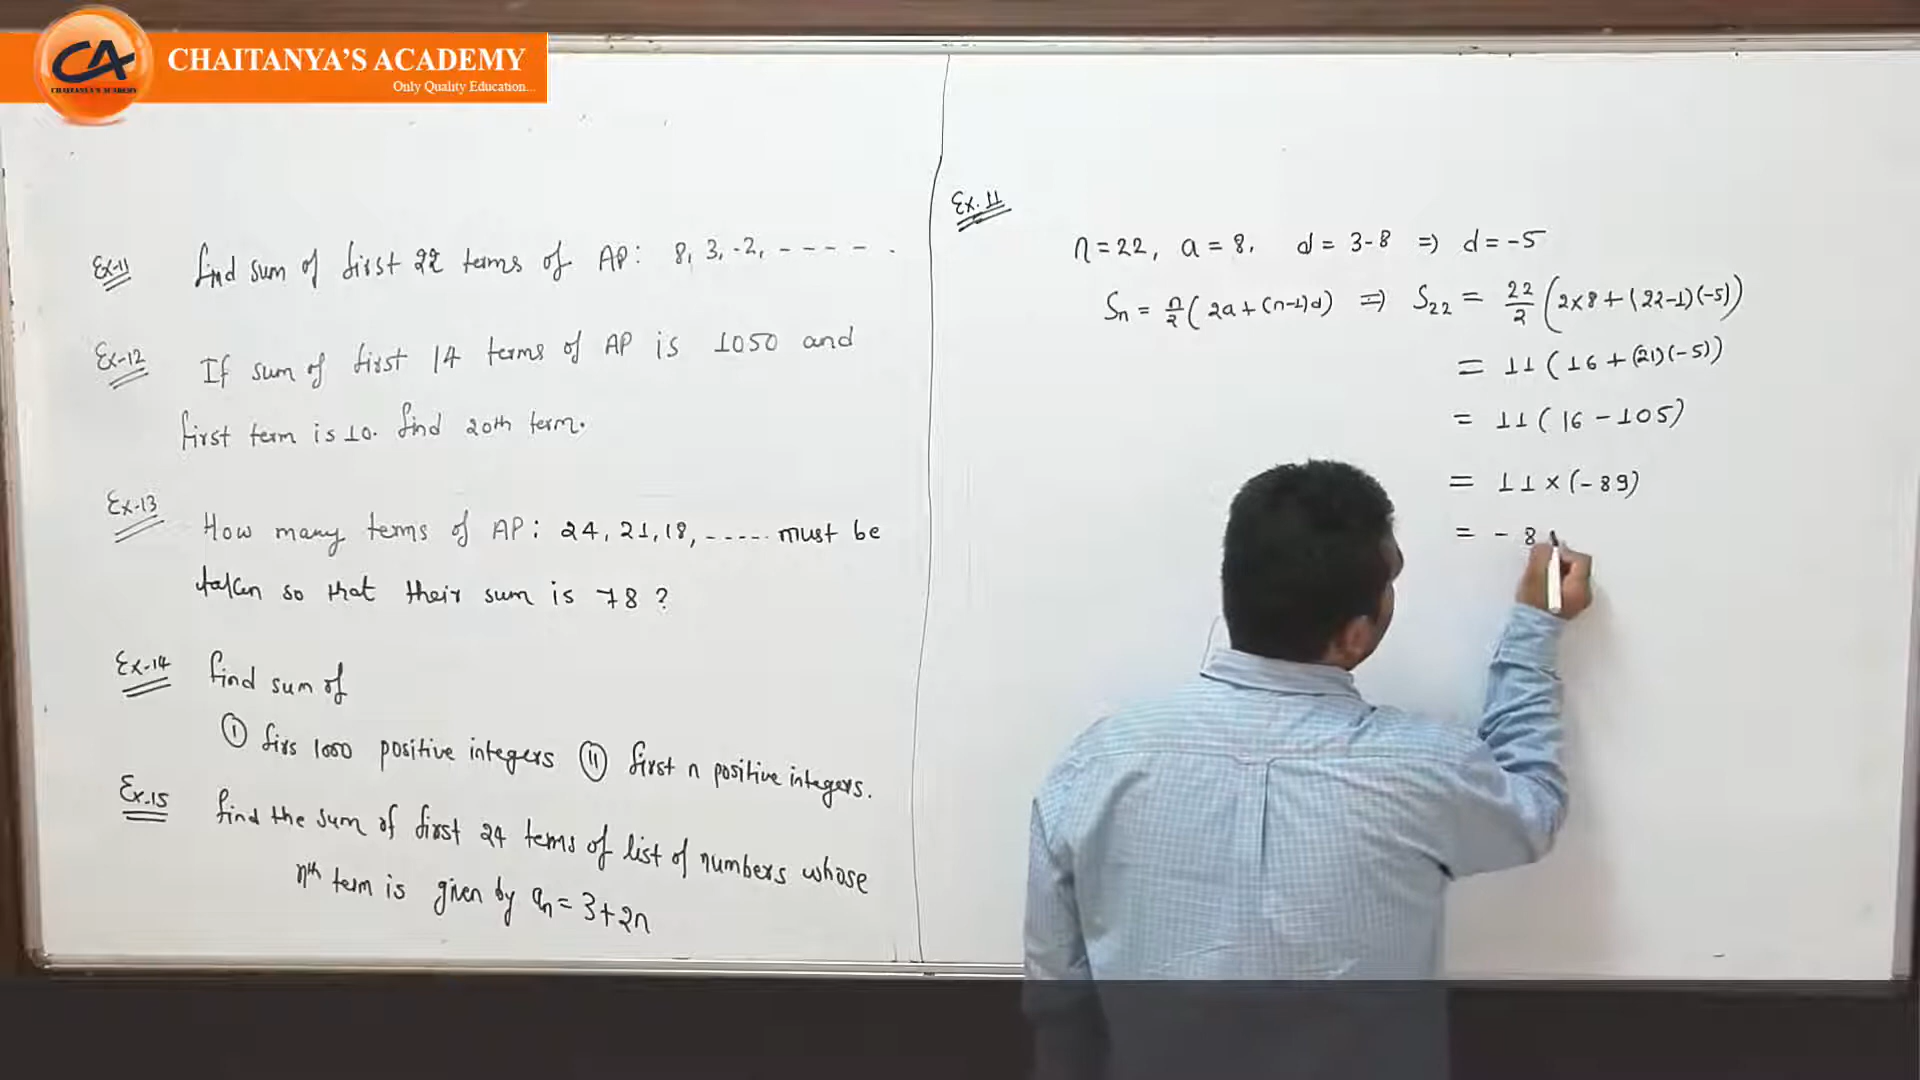 CA
CHAITANYA'S ACADEMY
CHAITANYA'S ACADEMY
Only Quality Education...
Ex-11 find sum of first 22 terms of AP: 8, 3, -2, ----- .
Ex-12 If sum of first 14 terms of AP is 1050 and
first term is 10. find 20th term.
Ex-13 How many terms of AP: 24, 21, 18, ----- must be
taken so that their sum is 78 ?
Ex-14 find sum of
(i) firs 1000 positive integers (ii) first n positive integers.
Ex.15 find the sum of first 24 terms of list of numbers whose
nth term is given by an = 3+2n
Ex. 11
n = 22, a = 8, d = 3-8 => d = -5
Sn = n/2 ( 2a + (n-1)d ) => S22 = 22/2 ( 2×8 + (22-1)(-5) )
= 11 ( 16 + (21)(-5) )
= 11 ( 16 - 105 )
= 11 × (-89)
= - 8